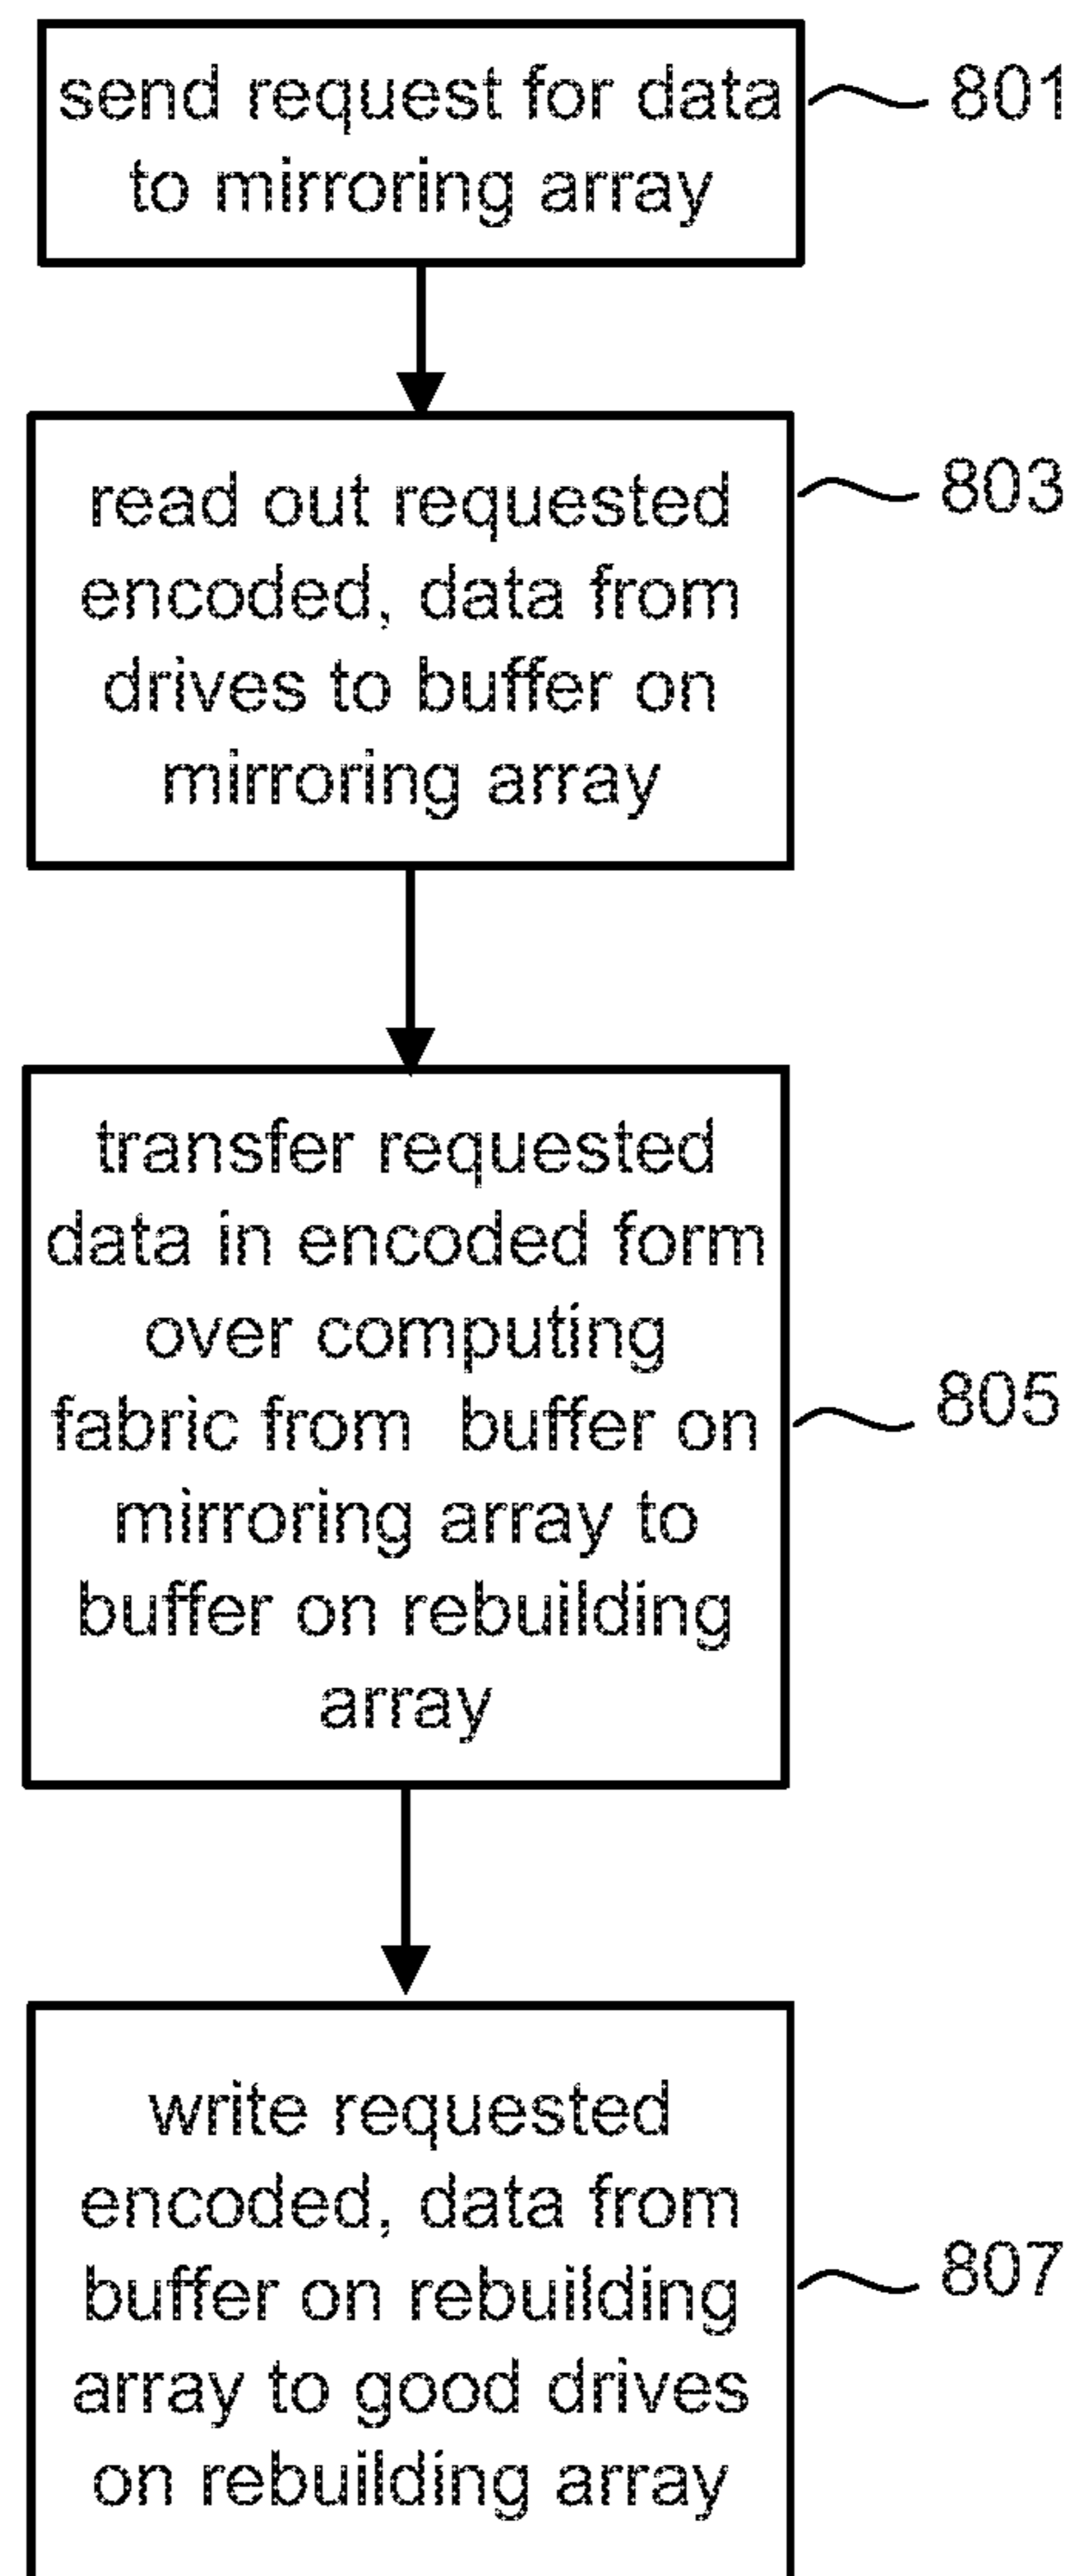 send request for data
to mirroring array
801
read out requested
encoded, data from
drives to buffer on
mirroring array
803
transfer requested
data in encoded form
over computing
fabric from  buffer on
mirroring array to
buffer on rebuilding
array
805
write requested
encoded, data from
buffer on rebuilding
array to good drives
on rebuilding array
807